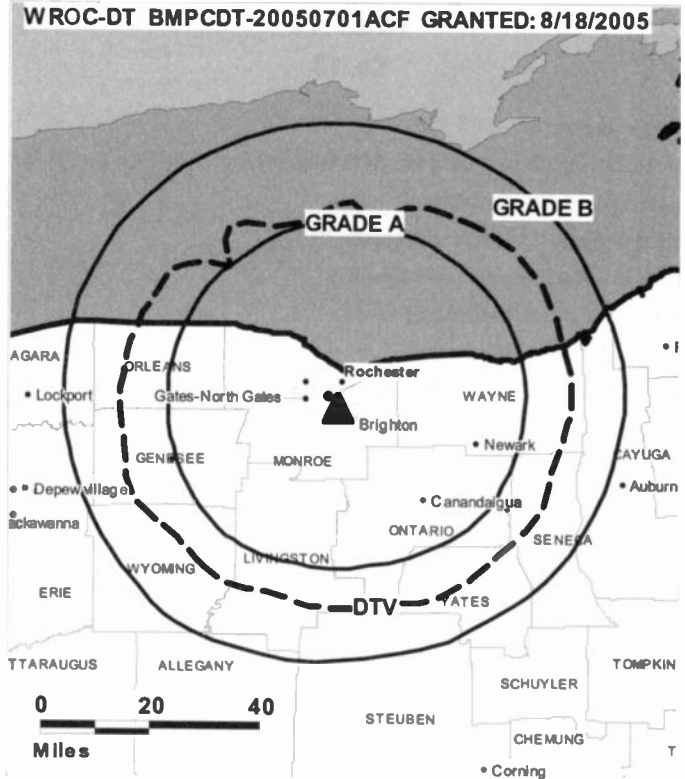 WROC-DT BMPCDT-20050701ACF GRANTED: 8/18/2005
GRADE B
GRADE A
AGARA
ORLEANS
Rochester
Lockport
Gates-North Gates
WAYNE
Brighton
Newark
GENESEE
MONROE
CAYUGA
Depew village
Canandaigua
Auburn
ackawanna
ONTARIO
SENECA
LIVINGSTON
WYOMING
ERIE
DTV
YATES
TTARAUGUS
ALLEGANY
TOMPKIN
SCHUYLER
0 20 40
STEUBEN
Miles
CHEMUNG
T
Corning